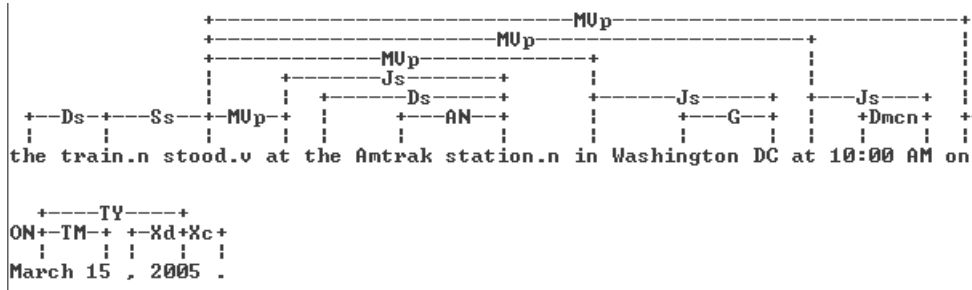 +-----------------------------MVp-----------------------------+
+-----------------------MVp-----------------------+
+-------MVp---------------------+
+--------Js-------+
+------Ds-----+ +------Js------+ +---Js----+
+--Ds-+---Ss--+-MVp-+ +---AN--+ +---G--+ +Dmcn+ +
the train.n stood.v at the Amtrak station.n in Washington DC at 10:00 AM on
+----TY----+
ON+-TM-+ +-Xd+Xc+
March 15 , 2005 .